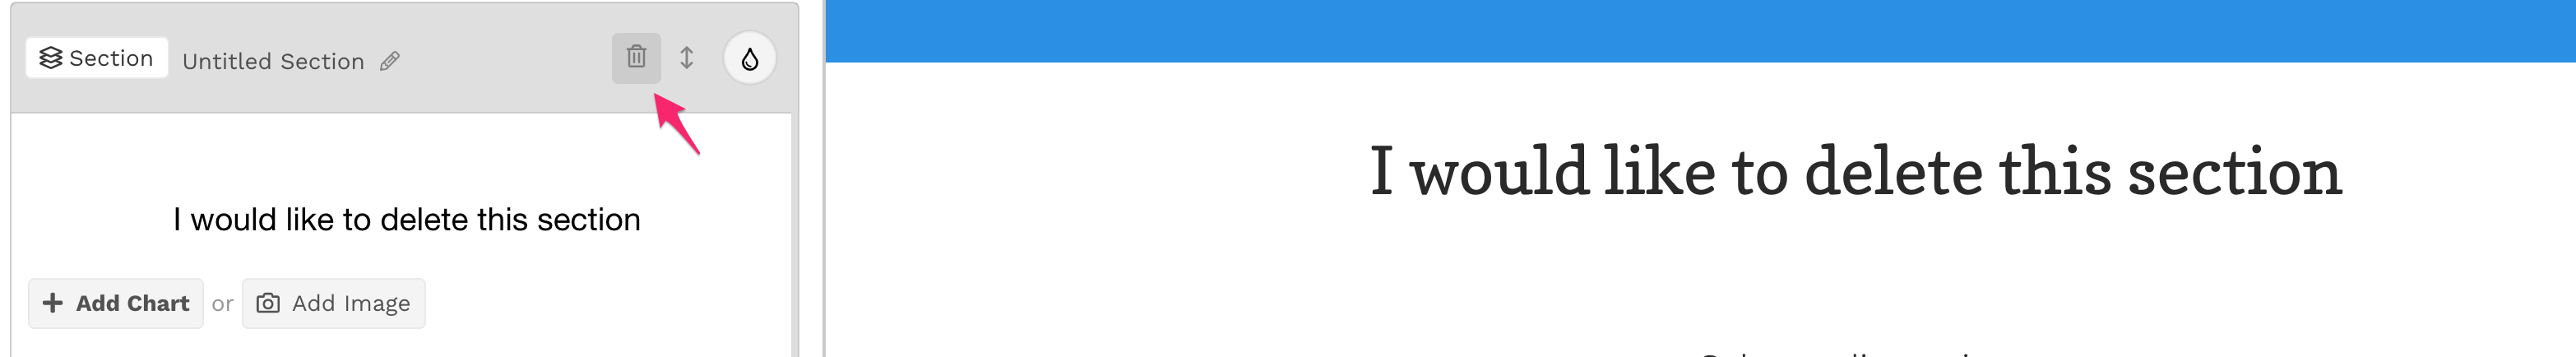 Section Untitled Section
I would like to delete this section
Add Chart or Add Image
I would like to delete this section